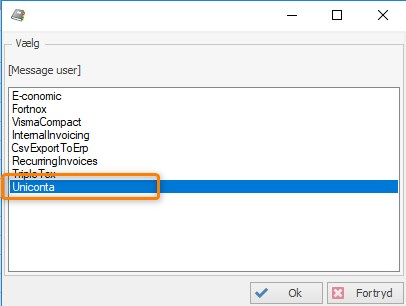 Vælg
[Message user]
E-conomic
Fortnox
VismaCompact
InternalInvoicing
CsvExportToErp
RecurringInvoices
TripleTex
Uniconta
Ok
Fortryd